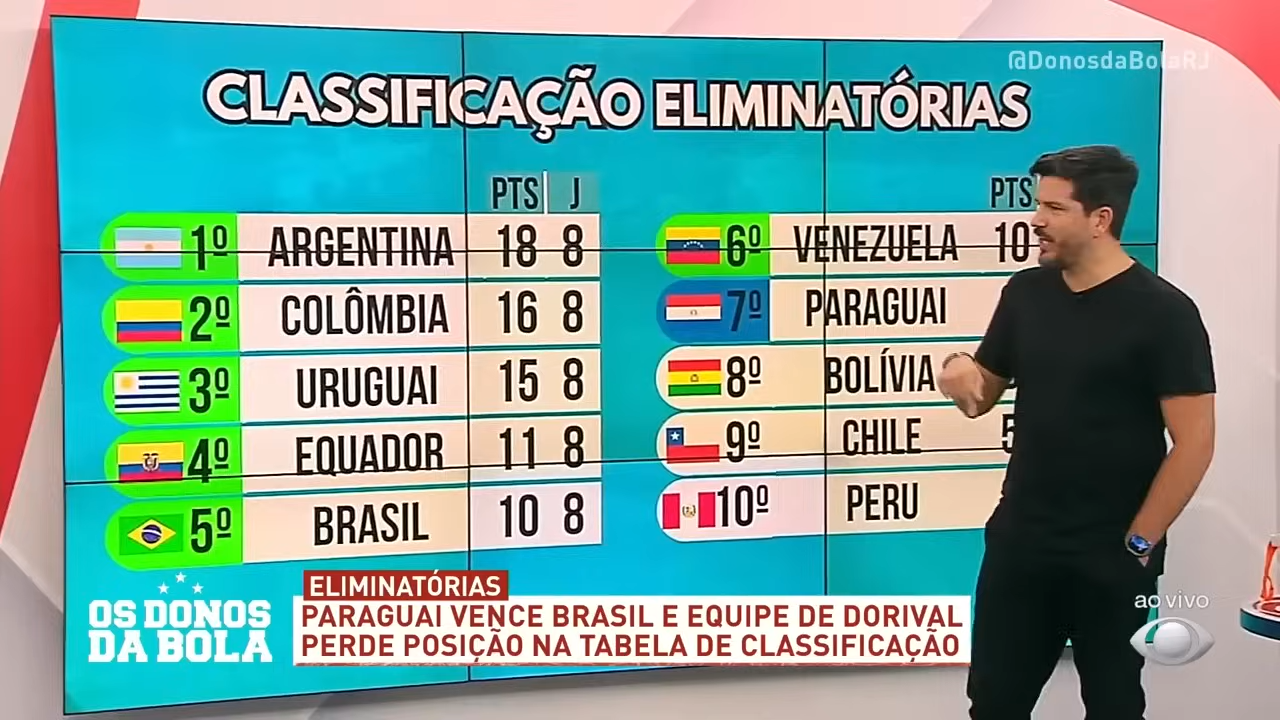 @DonosdaBolaRJ
CLASSIFICAÇÃO ELIMINATÓRIAS
PTS J
1º ARGENTINA 18 8
2º COLÔMBIA 16 8
3º URUGUAI 15 8
4º EQUADOR 11 8
5º BRASIL 10 8
PTS
6º VENEZUELA 10
7º PARAGUAI
8º BOLÍVIA
9º CHILE 5
10º PERU
OS DONOS
DA BOLA
ELIMINATÓRIAS
PARAGUAI VENCE BRASIL E EQUIPE DE DORIVAL
PERDE POSIÇÃO NA TABELA DE CLASSIFICAÇÃO
ao vivo